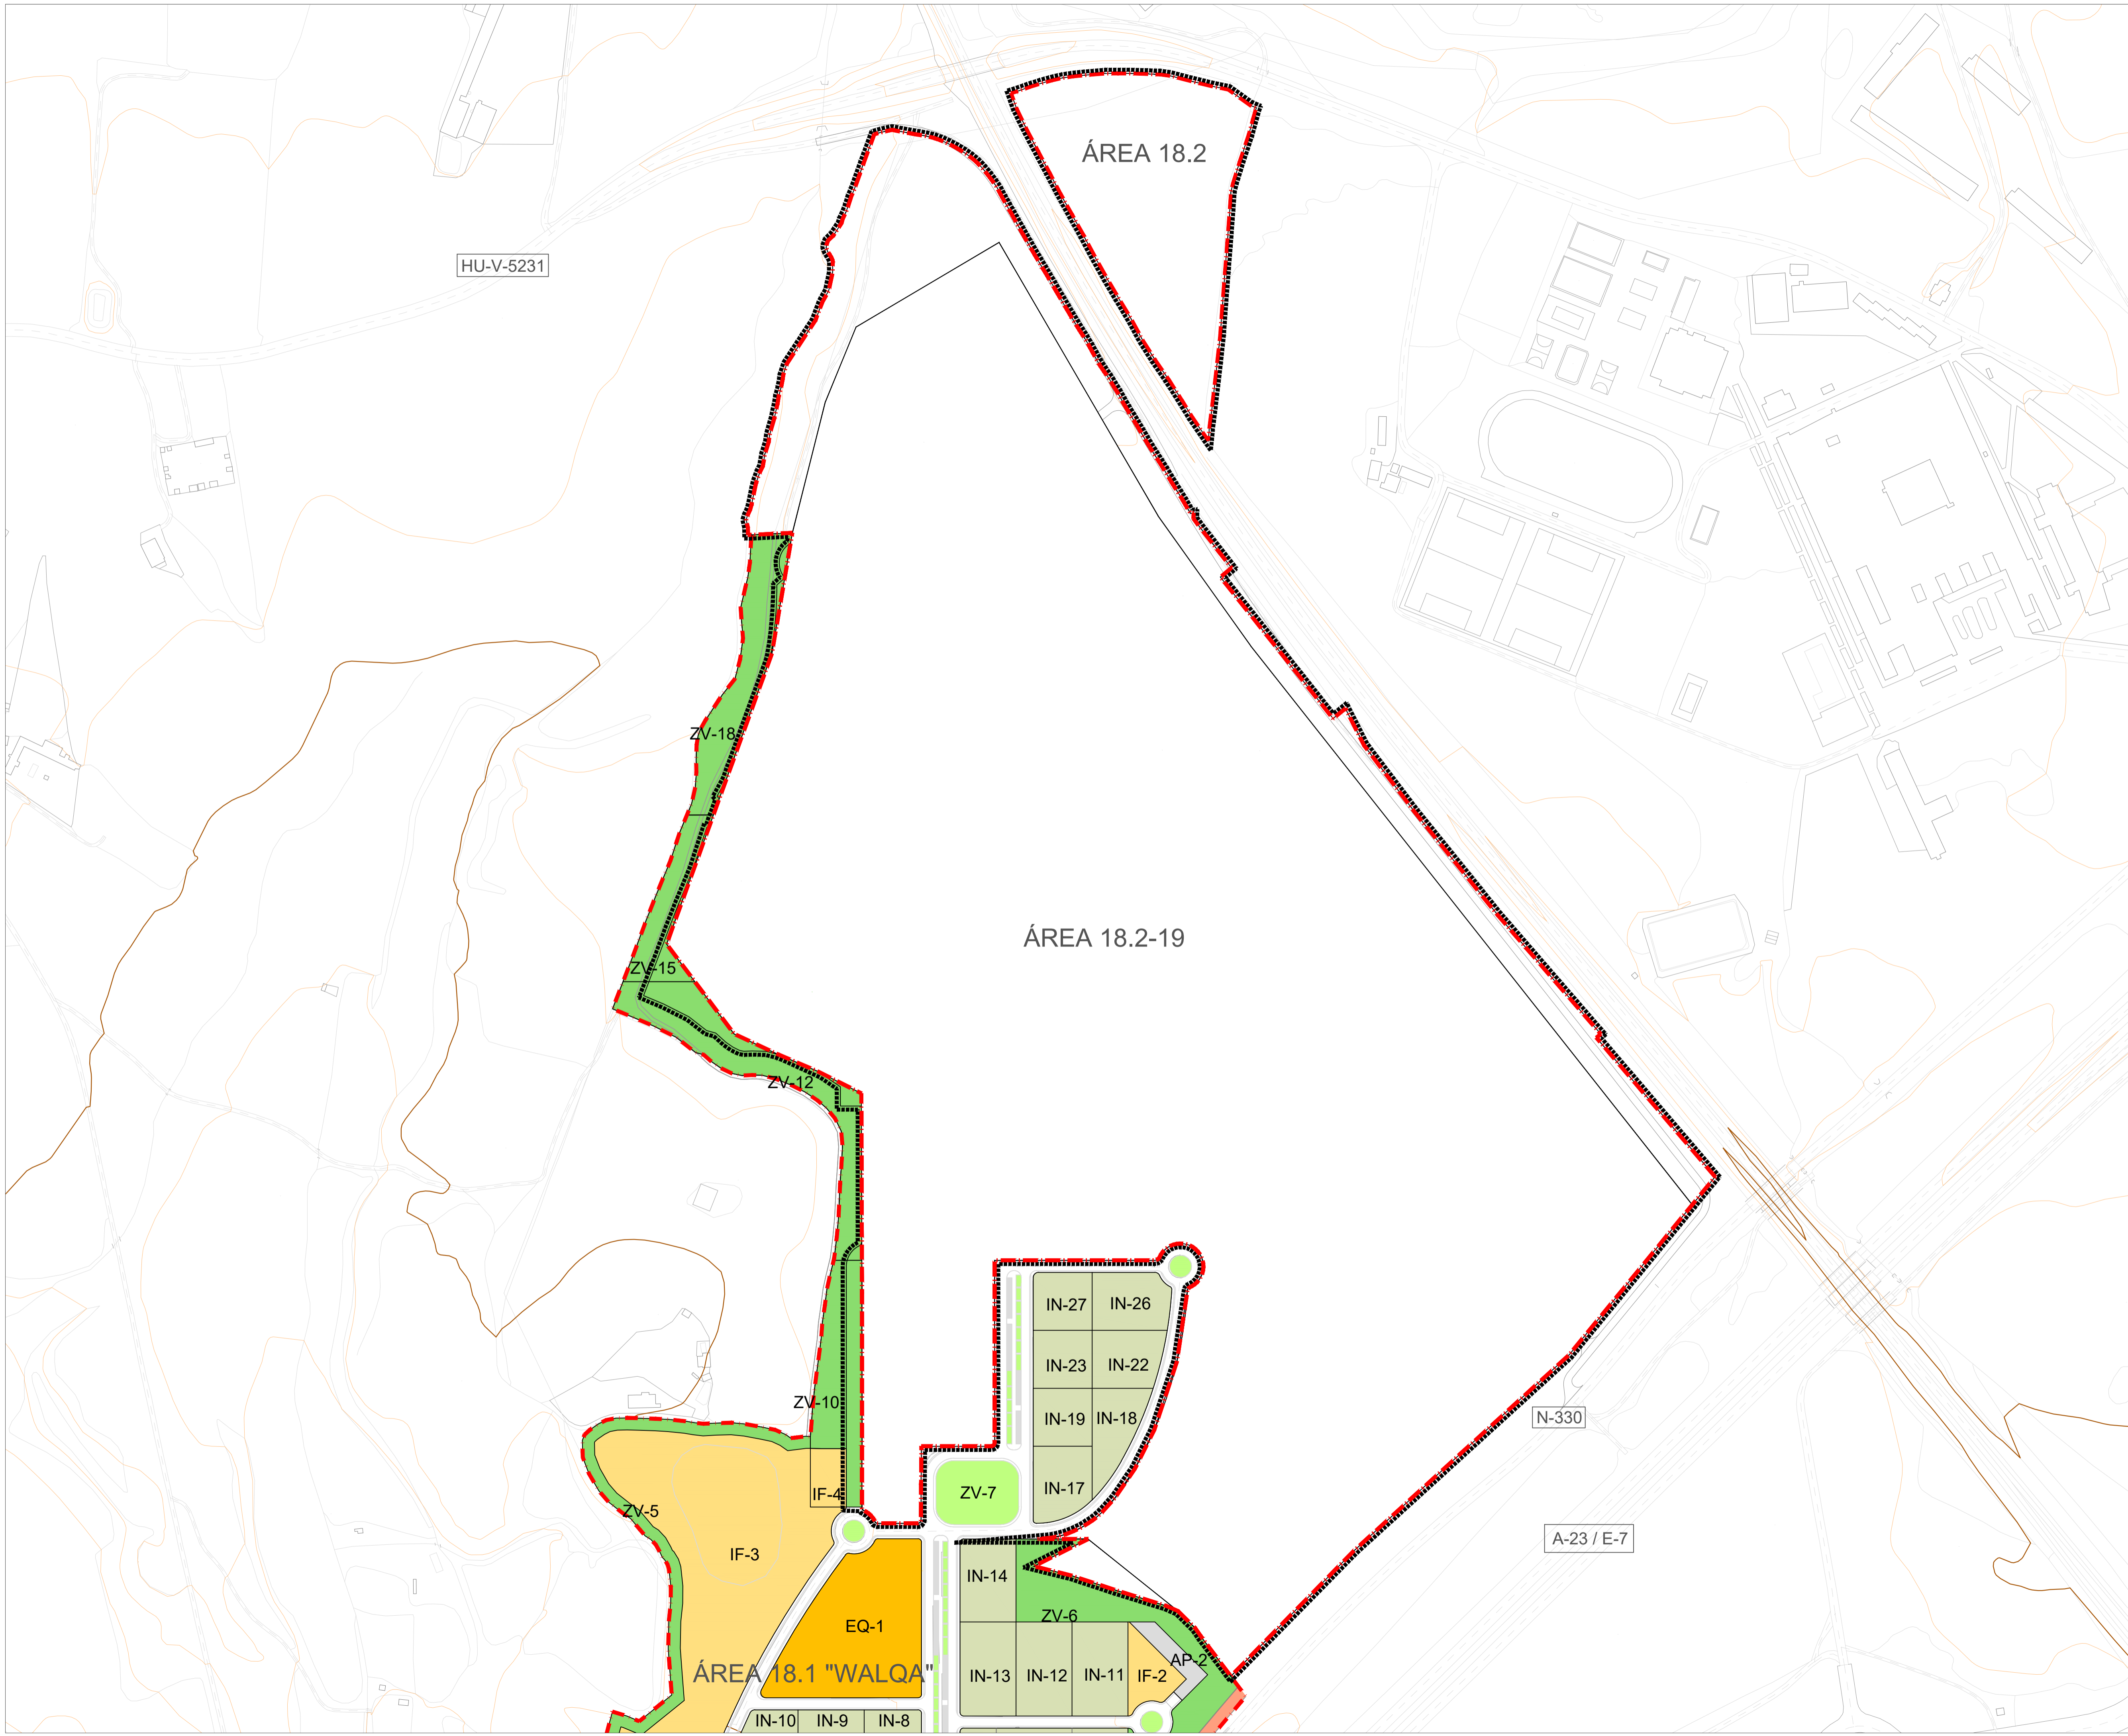 ÁREA 18.2
HU-V-5231
ZV-18
ÁREA 18.2-19
ZV-15
ZV-12
IN-27
IN-26
IN-23
IN-22
ZV-10
IN-19
IN-18
N-330
IF-4
ZV-7
IN-17
ZV-5
A-23 / E-7
IF-3
IN-14
EQ-1
ZV-6
ÁREA 18.1 "WALQA"
IN-13
IN-12
IN-11
IF-2
AP-2
IN-10
IN-9
IN-8